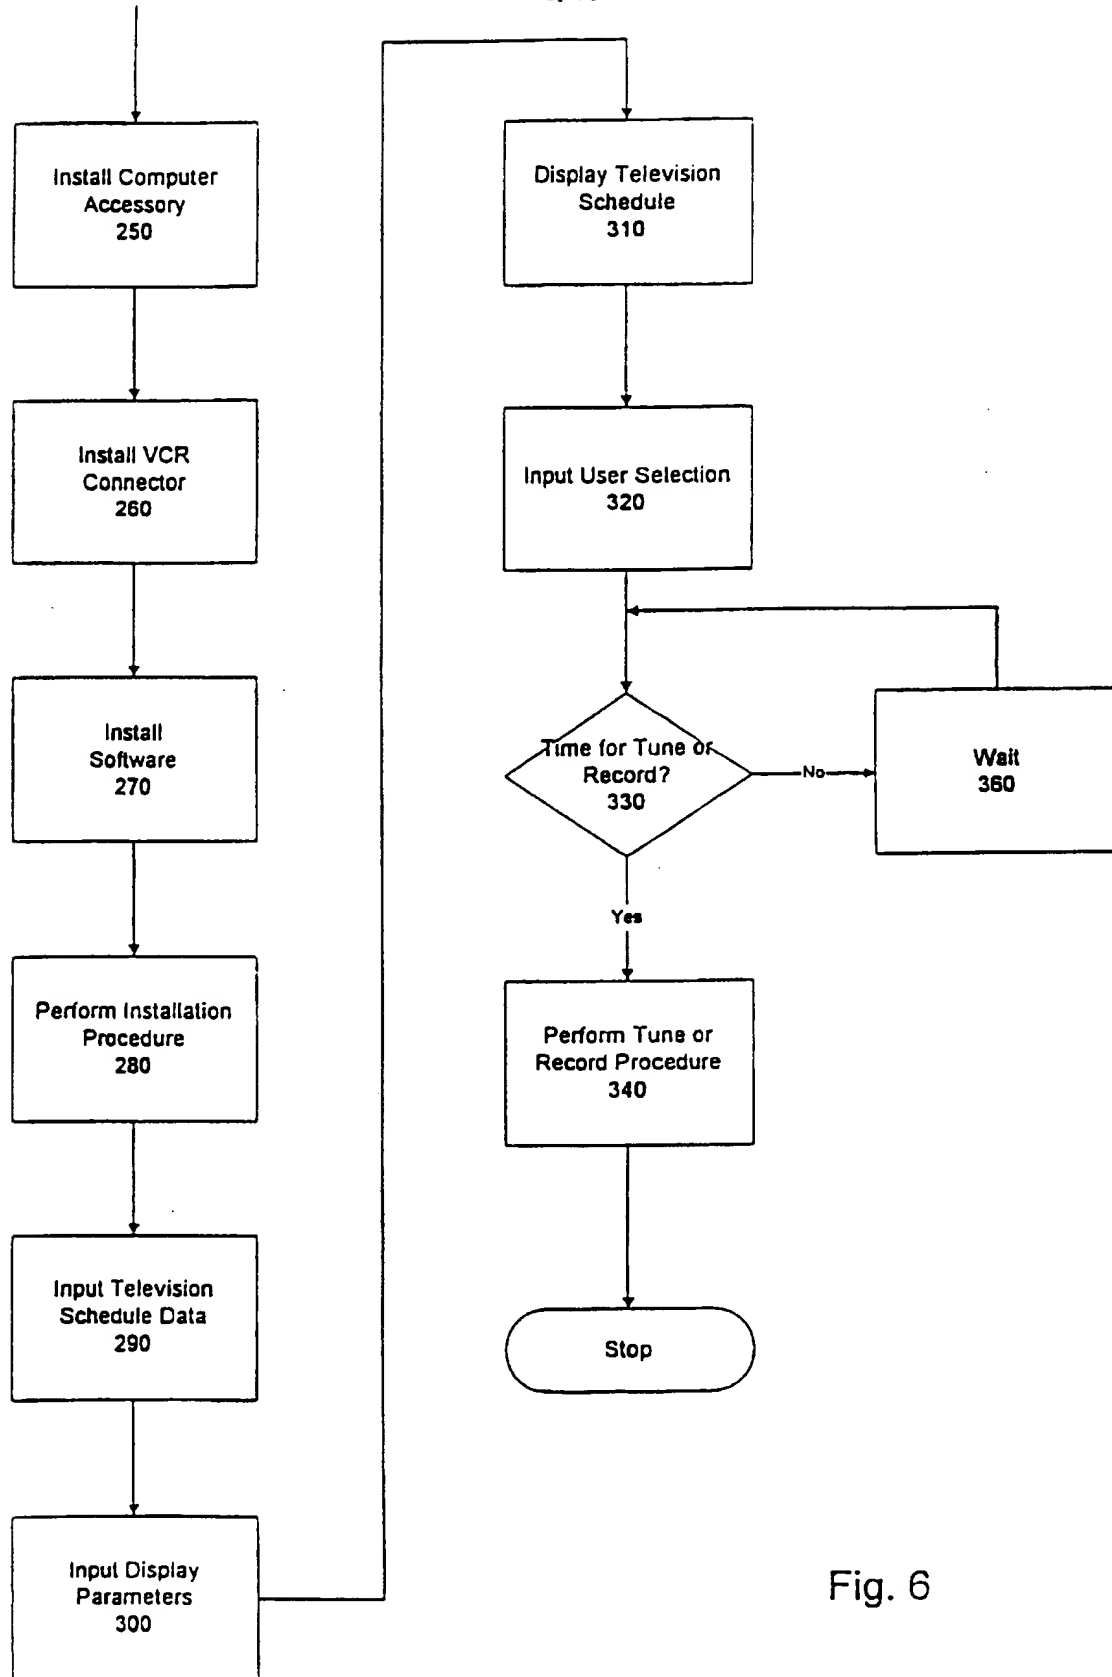 Install Computer
Accessory
250
Install VCR
Connector
260
Install
Software
270
Perform Installation
Procedure
280
Input Television
Schedule Data
290
Input Display
Parameters
300
Display Television
Schedule
310
Input User Selection
320
Time for Tune or
Record?
330
No
Wait
360
Yes
Perform Tune or
Record Procedure
340
Stop
Fig. 6